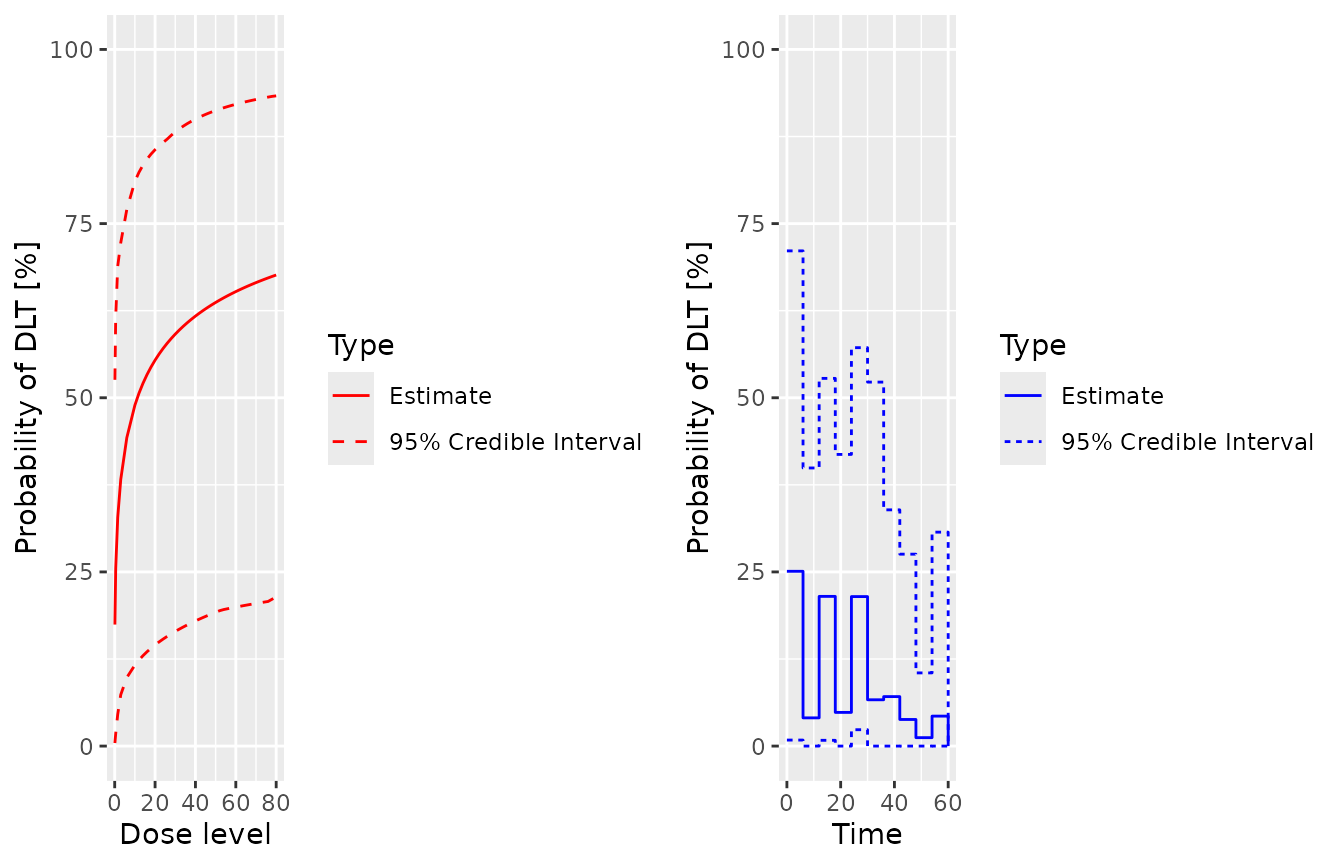 Probability of DLT [%]
100
75
50
25
0
0 20 40 60 80
Dose level
Type
Estimate
95% Credible Interval
Probability of DLT [%]
100
75
50
25
0
0 20 40 60
Time
Type
Estimate
95% Credible Interval